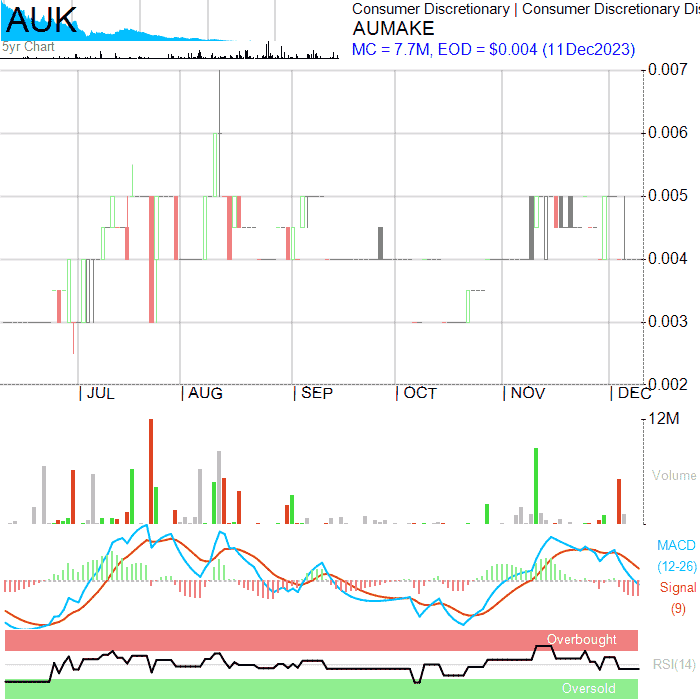 AUK
5yr Chart
Consumer Discretionary | Consumer Discretionary Dis
AUMAKE
MC = 7.7M, EOD = $0.004 (11Dec2023)
0.007
0.006
0.005
0.004
0.003
0.002
| JUL | AUG | SEP | OCT | NOV | DEC
12M
Volume
MACD
(12-26)
Signal
(9)
Overbought
RSI(14)
Oversold